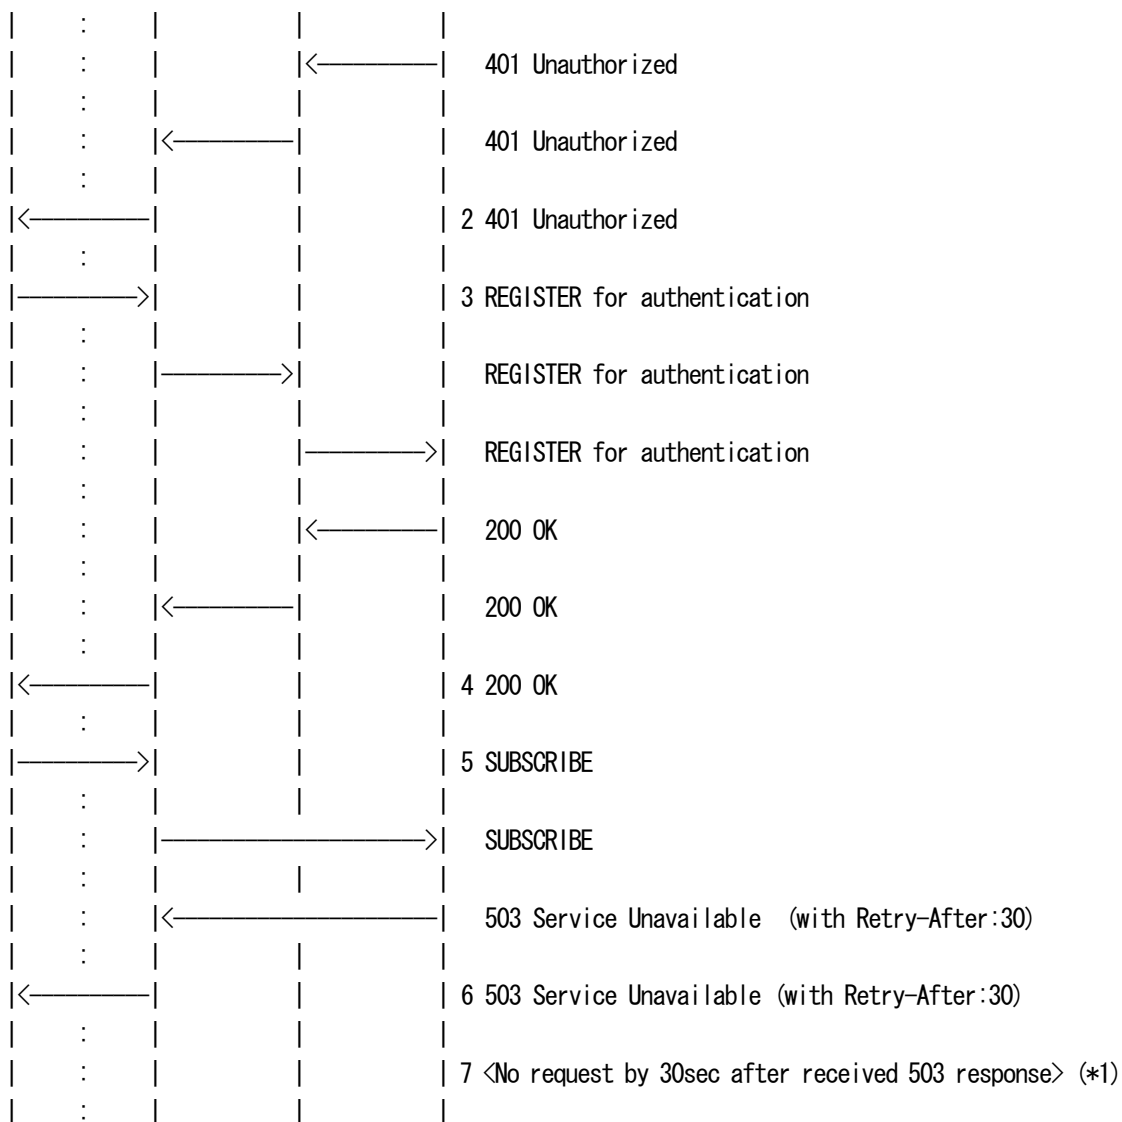 401 Unauthorized
401 Unauthorized
2 401 Unauthorized
3 REGISTER for authentication
REGISTER for authentication
REGISTER for authentication
200 OK
200 OK
4 200 OK
5 SUBSCRIBE
SUBSCRIBE
503 Service Unavailable (with Retry-After:30)
6 503 Service Unavailable (with Retry-After:30)
7 <No request by 30sec after received 503 response> (*1)